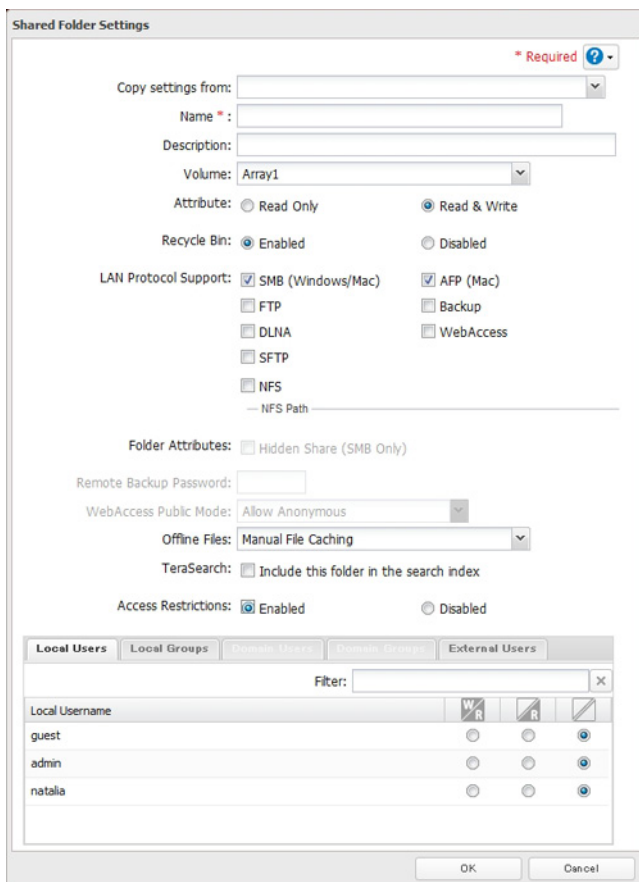 Shared Folder Settings
* Required ?
Copy settings from:
Name * :
Description:
Volume: Array1
Attribute: Read Only Read & Write
Recycle Bin: Enabled Disabled
LAN Protocol Support: SMB (Windows/Mac) AFP (Mac)
FTP Backup
DLNA WebAccess
SFTP
NFS
NFS Path
Folder Attributes: Hidden Share (SMB Only)
Remote Backup Password:
WebAccess Public Mode: Allow Anonymous
Offline Files: Manual File Caching
TeraSearch: Include this folder in the search index
Access Restrictions: Enabled Disabled
Local Users Local Groups Domain Users Domain Groups External Users
Filter:
Local Username W/R R
guest
admin
natalia
OK Cancel